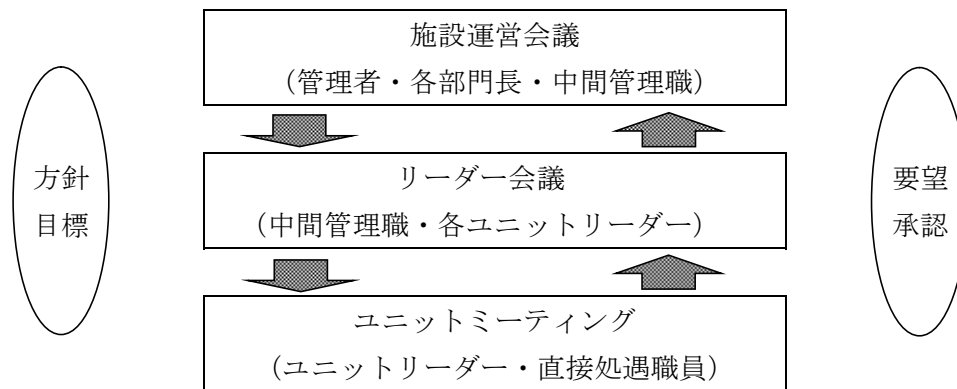 施設運営会議
（管理者・各部門長・中間管理職）
方針
目標
リーダー会議
（中間管理職・各ユニットリーダー）
要望
承認
ユニットミーティング
（ユニットリーダー・直接処遇職員）